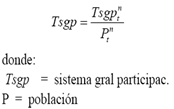 Tsgp = Tsgp_t^n / P_t^n
donde:
Tsgp = sistema gral participac.
P = población